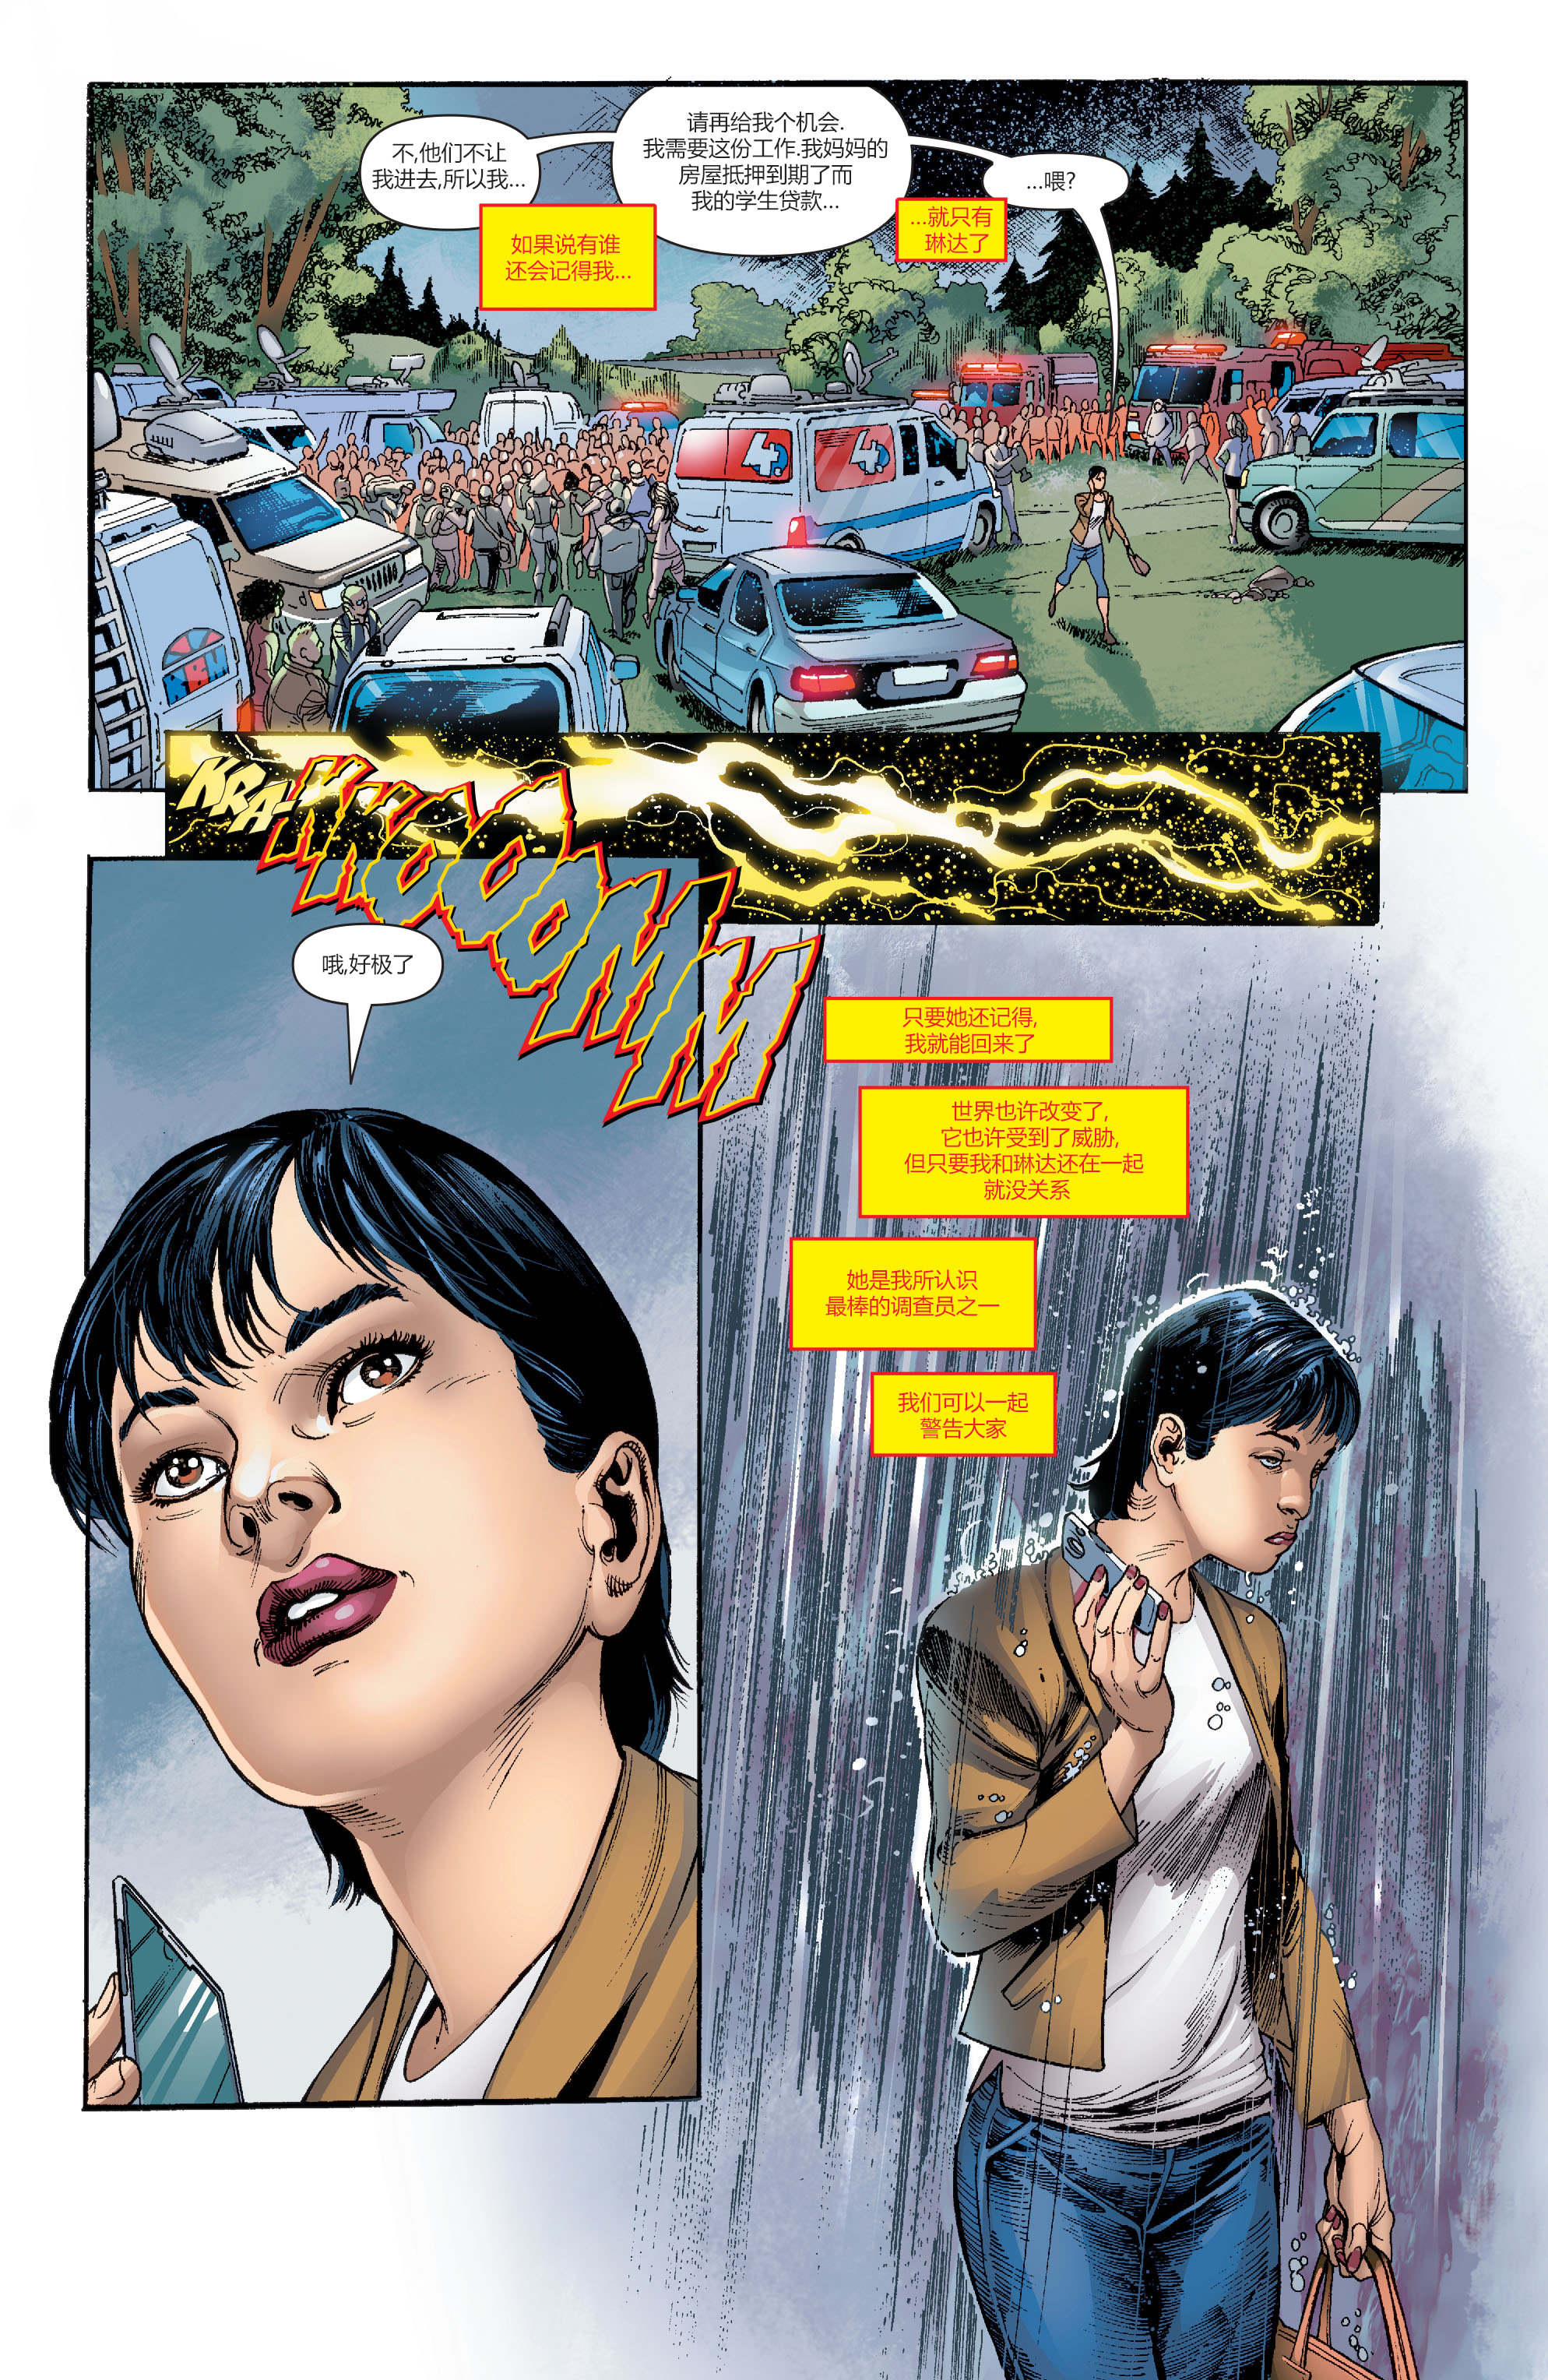 不,他们不让
我进去,所以我...
如果说有谁
还会记得我...
请再给我个机会.
我需要这份工作.我妈妈的
房屋抵押到期了而
我的学生贷款...
...就只有
琳达了
...喂?
4
4
KRA-
KKOOOMM
哦,好极了
只要她还记得,
我就能回来了
世界也许改变了,
它也许受到了威胁,
但只要我和琳达还在一起
就没关系
她是我所认识
最棒的调查员之一
我们可以一起
警告大家